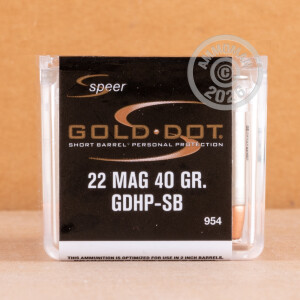 Speer
GOLD DOT.
SHORT BARREL® PERSONAL PROTECTION
22 MAG 40 GR.
GDHP-SB
954
THIS AMMUNITION IS OPTIMIZED FOR USE IN 2 INCH BARRELS.